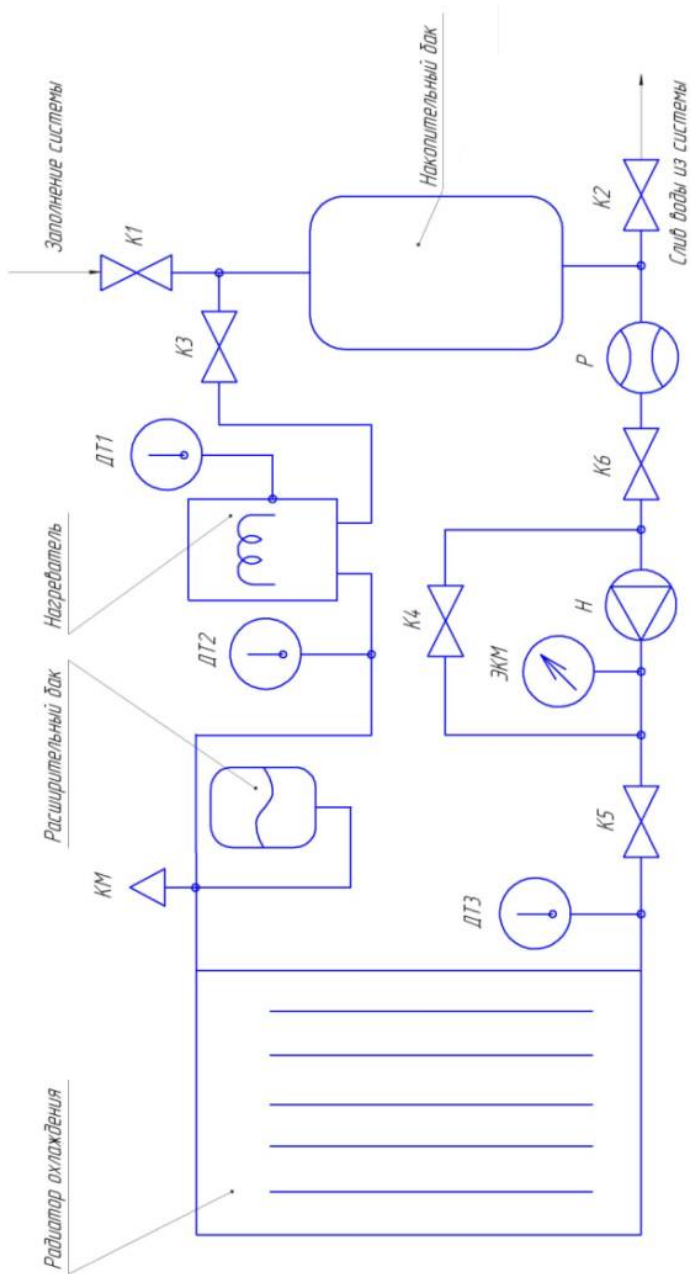 Радиатор охлаждения
Расширительный бак
Нагреватель
Заполнение системы
Накопительный бак
КМ
ДТ2
ДТ1
К3
К1
ДТ3
ЭКМ
К4
К5
Н
К6
Р
К2
Слив воды из системы